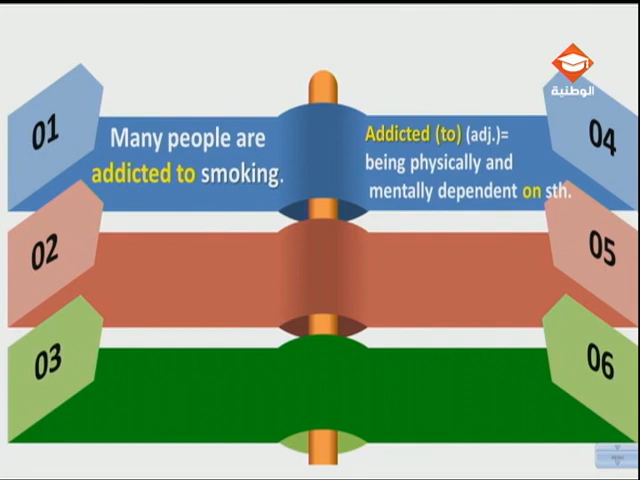 الوطنية
01
Many people are
addicted to smoking.
04
Addicted (to) (adj.)=
being physically and
mentally dependent on sth.
02
05
03
06
MENU